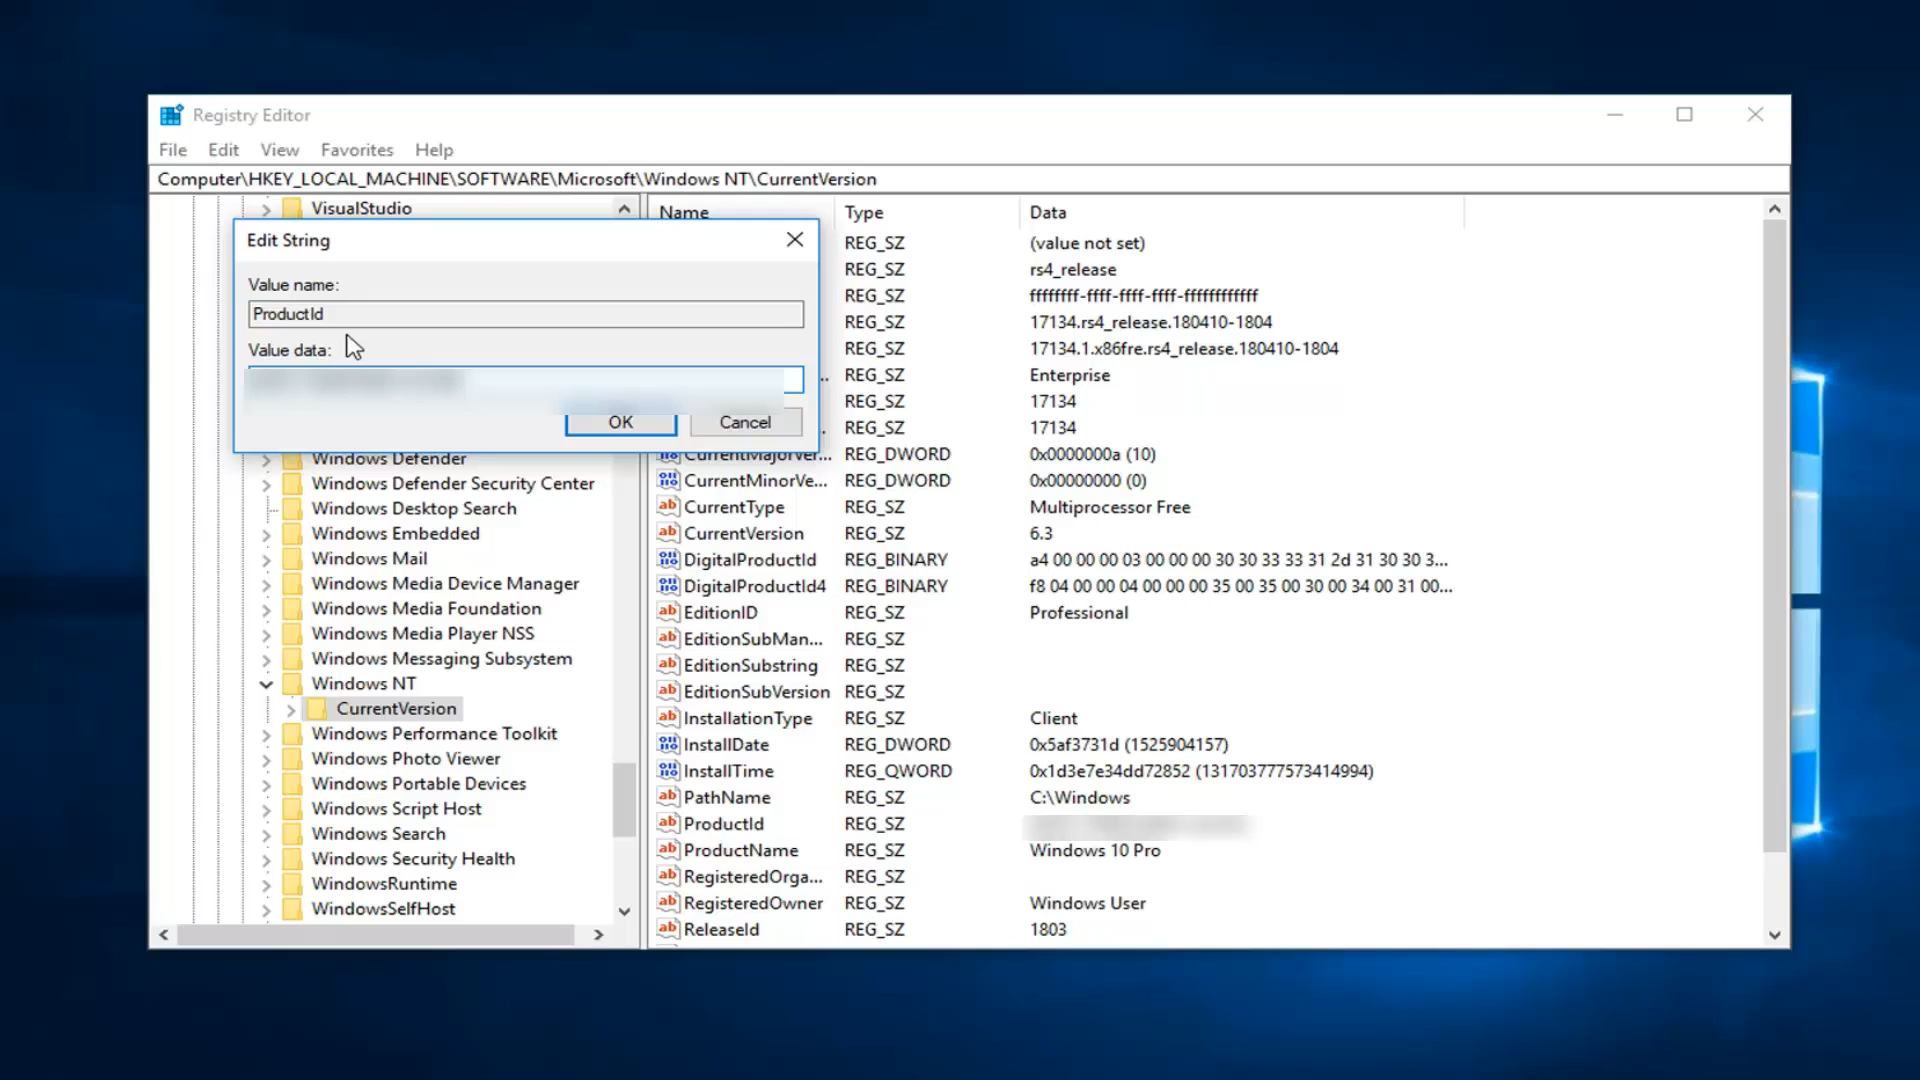 Registry Editor
File Edit View Favorites Help
Computer\HKEY_LOCAL_MACHINE\SOFTWARE\Microsoft\Windows NT\CurrentVersion
VisualStudio
Edit String
Value name:
ProductId
Value data:
OK Cancel
Windows Defender
Windows Defender Security Center
Windows Desktop Search
Windows Embedded
Windows Mail
Windows Media Device Manager
Windows Media Foundation
Windows Media Player NSS
Windows Messaging Subsystem
Windows NT
CurrentVersion
Windows Performance Toolkit
Windows Photo Viewer
Windows Portable Devices
Windows Script Host
Windows Search
Windows Security Health
WindowsRuntime
WindowsSelfHost
Name Type Data
REG_SZ (value not set)
REG_SZ rs4_release
REG_SZ ffffffff-ffff-ffff-ffff-ffffffffffff
REG_SZ 17134.rs4_release.180410-1804
REG_SZ 17134.1.x86fre.rs4_release.180410-1804
... REG_SZ Enterprise
REG_SZ 17134
REG_SZ 17134
CurrentMajorVer... REG_DWORD 0x0000000a (10)
CurrentMinorVe... REG_DWORD 0x00000000 (0)
CurrentType REG_SZ Multiprocessor Free
CurrentVersion REG_SZ 6.3
DigitalProductId REG_BINARY a4 00 00 00 03 00 00 00 30 30 33 33 31 2d 31 30 30 3...
DigitalProductId4 REG_BINARY f8 04 00 00 04 00 00 00 35 00 35 00 30 00 34 00 31 00...
EditionID REG_SZ Professional
EditionSubMan... REG_SZ
EditionSubstring REG_SZ
EditionSubVersion REG_SZ
InstallationType REG_SZ Client
InstallDate REG_DWORD 0x5af3731d (1525904157)
InstallTime REG_QWORD 0x1d3e7e34dd72852 (131703777573414994)
PathName REG_SZ C:\Windows
ProductId REG_SZ
ProductName REG_SZ Windows 10 Pro
RegisteredOrga... REG_SZ
RegisteredOwner REG_SZ Windows User
ReleaseId REG_SZ 1803